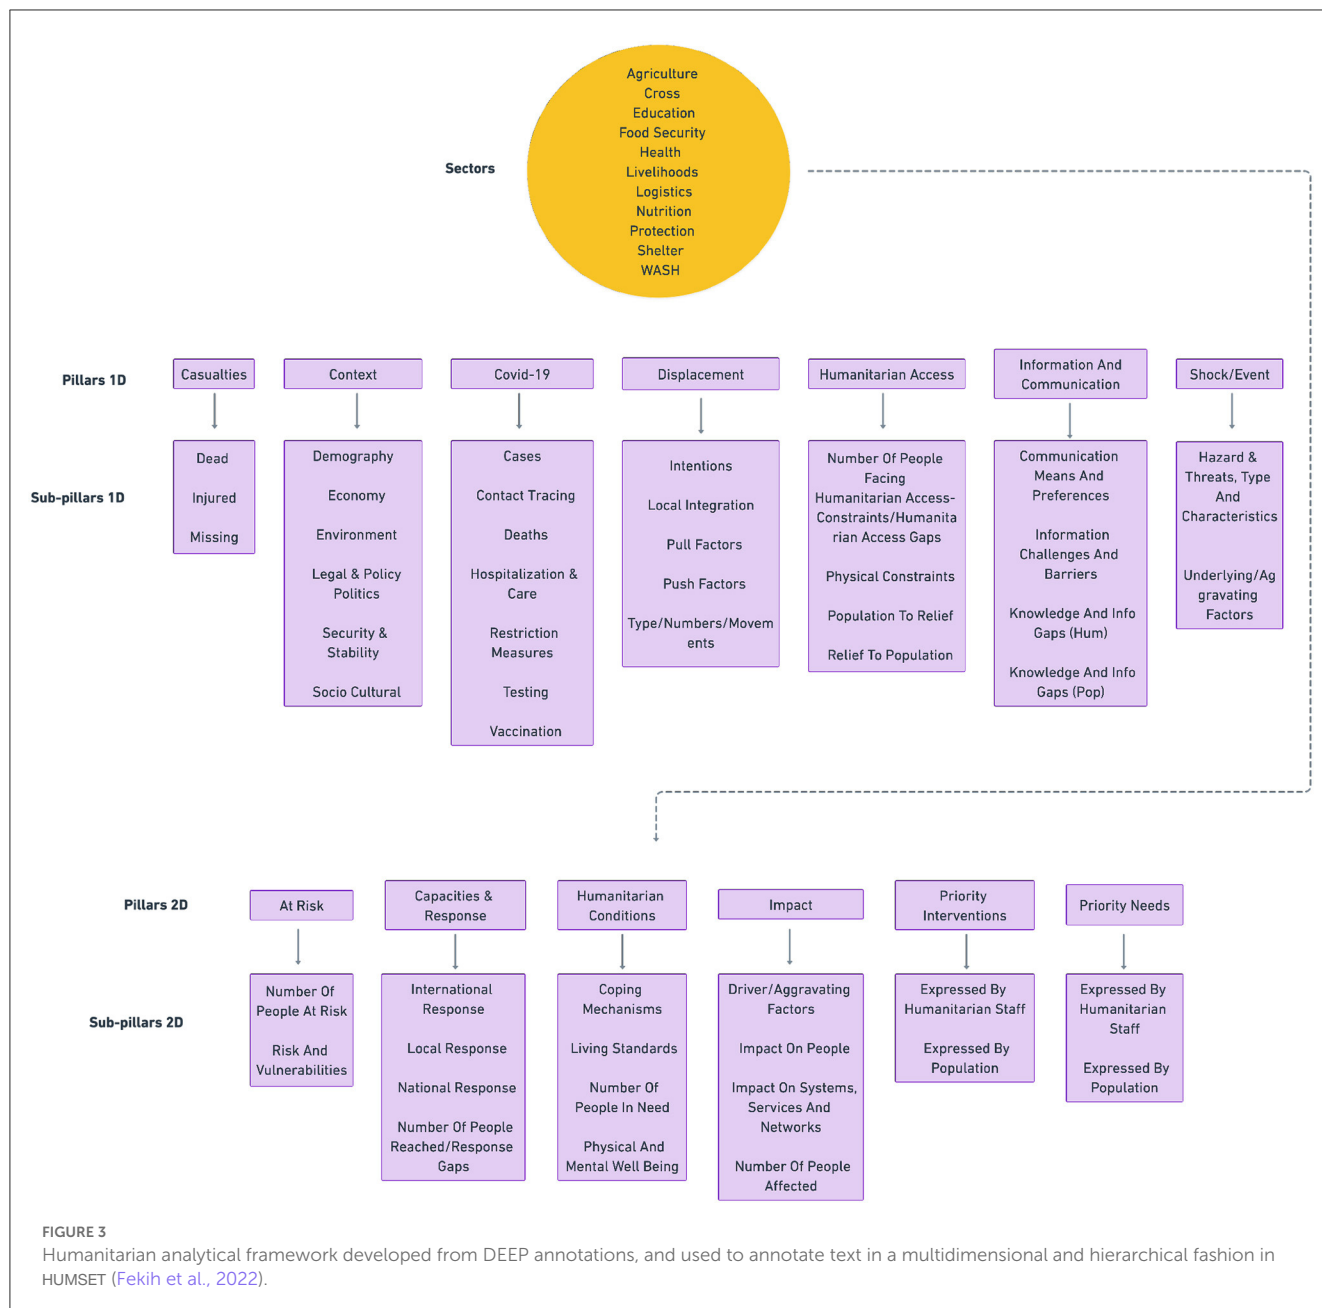 Agriculture
Cross
Education
Food Security
Health
Sectors
Livelihoods
Logistics
Nutrition
Protection
Shelter
WASH
Pillars 1D
Casualties
Context
Covid-19
Displacement
Humanitarian Access
Information And
Communication
Shock/Event
Sub-pillars 1D
Dead
Injured
Missing
Demography
Economy
Environment
Legal & Policy
Politics
Security &
Stability
Socio Cultural
Cases
Contact Tracing
Deaths
Hospitalization &
Care
Restriction
Measures
Testing
Vaccination
Intentions
Local Integration
Pull Factors
Push Factors
Type/Numbers/Movem
ents
Number Of People
Facing
Humanitarian Access-
Constraints/Humanita
rian Access Gaps
Physical Constraints
Population To Relief
Relief To Population
Communication
Means And
Preferences
Information
Challenges And
Barriers
Knowledge And Info
Gaps (Hum)
Knowledge And Info
Gaps (Pop)
Hazard &
Threats, Type
And
Characteristics
Underlying/Ag
gravating
Factors
Pillars 2D
At Risk
Capacities &
Response
Humanitarian
Conditions
Impact
Priority
Interventions
Priority Needs
Sub-pillars 2D
Number Of
People At Risk
Risk And
Vulnerabilities
International
Response
Local Response
National Response
Number Of People
Reached/Response
Gaps
Coping
Mechanisms
Living Standards
Number Of
People In Need
Physical And
Mental Well Being
Driver/Aggravating
Factors
Impact On People
Impact On Systems,
Services And
Networks
Number Of People
Affected
Expressed By
Humanitarian Staff
Expressed By
Population
Expressed By
Humanitarian
Staff
Expressed By
Population
FIGURE 3
Humanitarian analytical framework developed from DEEP annotations, and used to annotate text in a multidimensional and hierarchical fashion in
HUMSET (Fekih et al., 2022).